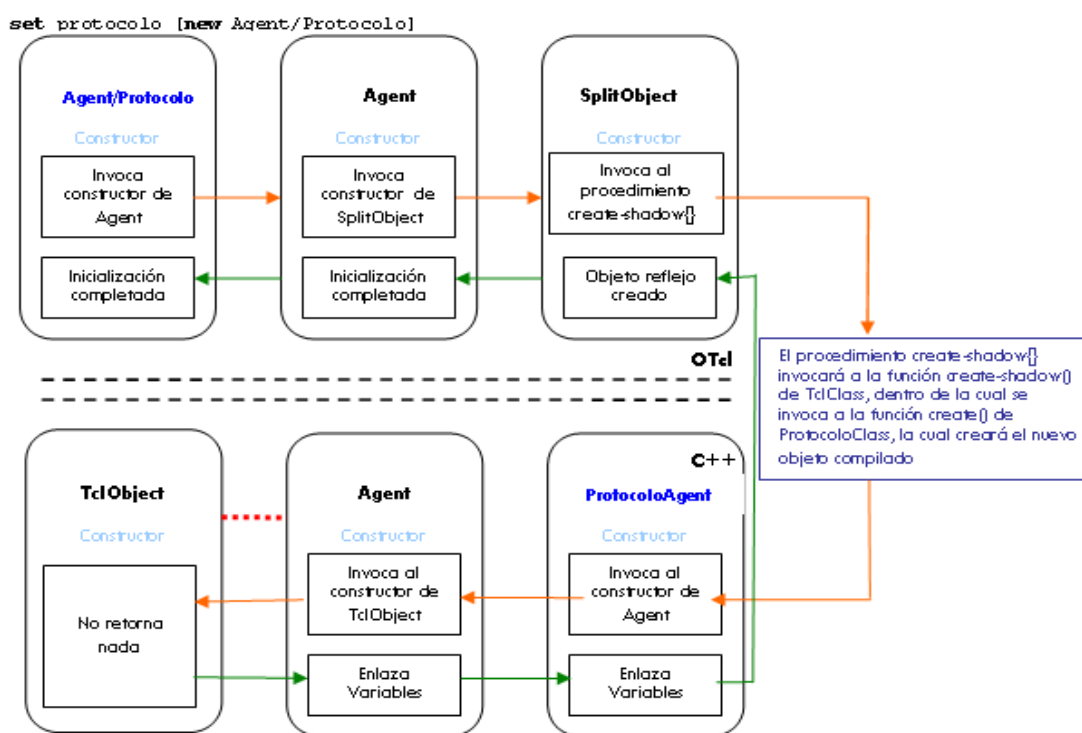 set protocolo [new Agent/Protocolo]
Agent/Protocolo
Constructor
Invoca
constructor de
Agent
Inicialización
completada
Agent
Constructor
Invoca
constructor de
SplitObject
Inicialización
completada
SplitObject
Constructor
Invoca al
procedimiento
create-shadow{}
Objeto reflejo
creado
OTcl
El procedimiento create-shadow{}
invocará a la función create-shadow()
de TclClass, dentro de la cual se
invoca a la función create() de
ProtocoloClass, la cual creará el nuevo
objeto compilado
C++
TclObject
Constructor
No retorna
nada
Agent
Constructor
Invoca al
constructor de
TclObject
Enlaza
Variables
ProtocoloAgent
Constructor
Invoca al
constructor de
Agent
Enlaza
Variables